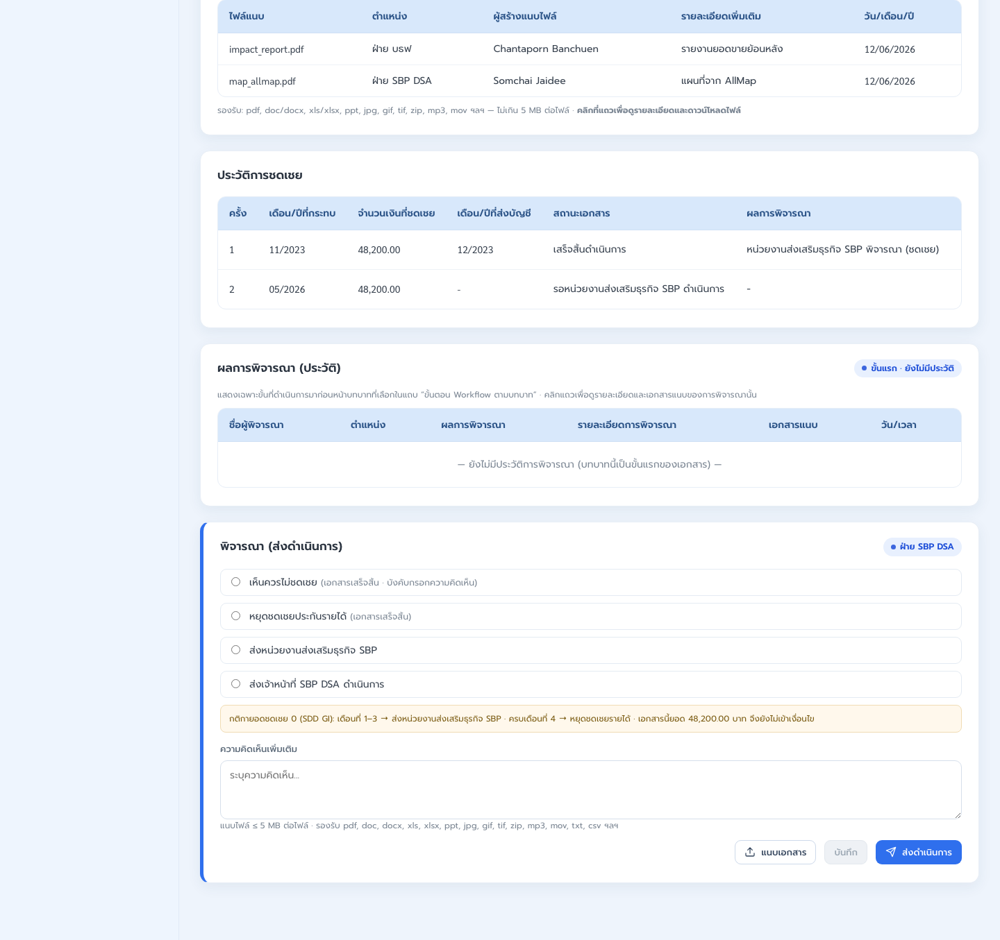 ไฟล์แนบ ตำแหน่ง ผู้สร้างแนบไฟล์ รายละเอียดเพิ่มเติม วัน/เดือน/ปี
impact_report.pdf ฝ่าย บธฟ Chantaporn Banchuen รายงานยอดขายย้อนหลัง 12/06/2026
map_allmap.pdf ฝ่าย SBP DSA Somchai Jaidee แผนที่จาก AllMap 12/06/2026
รองรับ: pdf, doc/docx, xls/xlsx, ppt, jpg, gif, tif, zip, mp3, mov ฯลฯ — ไม่เกิน 5 MB ต่อไฟล์ · คลิกที่แถวเพื่อดูรายละเอียดและดาวน์โหลดไฟล์
ประวัติการชดเชย
ครั้ง เดือน/ปีที่กระทบ จำนวนเงินที่ชดเชย เดือน/ปีที่ส่งบัญชี สถานะเอกสาร ผลการพิจารณา
1 11/2023 48,200.00 12/2023 เสร็จสิ้นดำเนินการ หน่วยงานส่งเสริมธุรกิจ SBP พิจารณา (ชดเชย)
2 05/2026 48,200.00 - รอหน่วยงานส่งเสริมธุรกิจ SBP ดำเนินการ -
ผลการพิจารณา (ประวัติ) ขั้นแรก · ยังไม่มีประวัติ
แสดงเฉพาะขั้นที่ดำเนินการมาก่อนหน้าบทบาทที่เลือกในแถบ "ขั้นตอน Workflow ตามบทบาท" · คลิกแถวเพื่อดูรายละเอียดและเอกสารแนบของการพิจารณานั้น
ชื่อผู้พิจารณา ตำแหน่ง ผลการพิจารณา รายละเอียดการพิจารณา เอกสารแนบ วัน/เวลา
— ยังไม่มีประวัติการพิจารณา (บทบาทนี้เป็นขั้นแรกของเอกสาร) —
พิจารณา (ส่งดำเนินการ) ฝ่าย SBP DSA
เห็นควรไม่ชดเชย (เอกสารเสร็จสิ้น · บังคับกรอกความคิดเห็น)
หยุดชดเชยประกันรายได้ (เอกสารเสร็จสิ้น)
ส่งหน่วยงานส่งเสริมธุรกิจ SBP
ส่งเจ้าหน้าที่ SBP DSA ดำเนินการ
กติกายอดชดเชย 0 (SDD GI): เดือนที่ 1–3 → ส่งหน่วยงานส่งเสริมธุรกิจ SBP · ครบเดือนที่ 4 → หยุดชดเชยรายได้ · เอกสารนี้ยอด 48,200.00 บาท จึงยังไม่เข้าเงื่อนไข
ความคิดเห็นเพิ่มเติม
ระบุความคิดเห็น...
แนบไฟล์ ≤ 5 MB ต่อไฟล์ · รองรับ pdf, doc, docx, xls, xlsx, ppt, jpg, gif, tif, zip, mp3, mov, txt, csv ฯลฯ
แนบเอกสาร บันทึก ส่งดำเนินการ